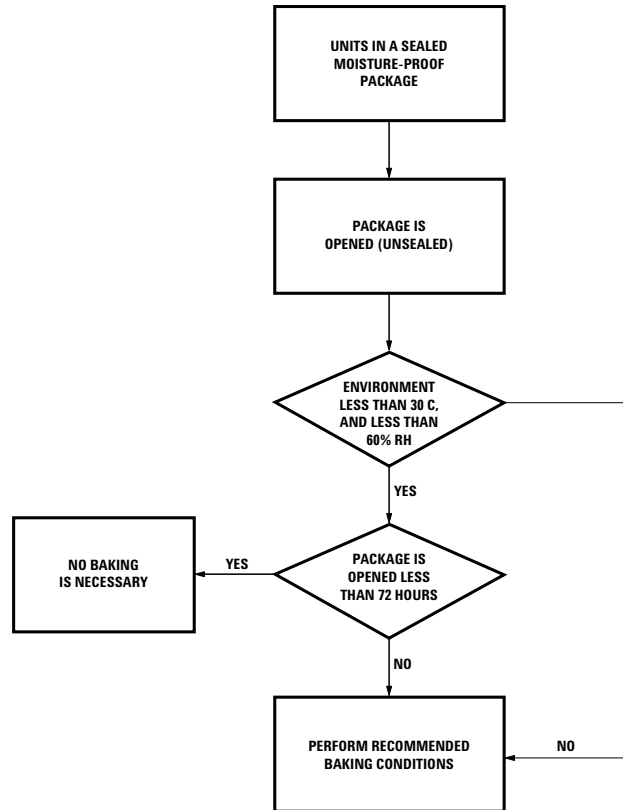 UNITS IN A SEALED
MOISTURE-PROOF
PACKAGE
PACKAGE IS
OPENED (UNSEALED)
ENVIRONMENT
LESS THAN 30 C,
AND LESS THAN
60% RH
YES
NO BAKING
IS NECESSARY
YES
PACKAGE IS
OPENED LESS
THAN 72 HOURS
NO
PERFORM RECOMMENDED
BAKING CONDITIONS
NO